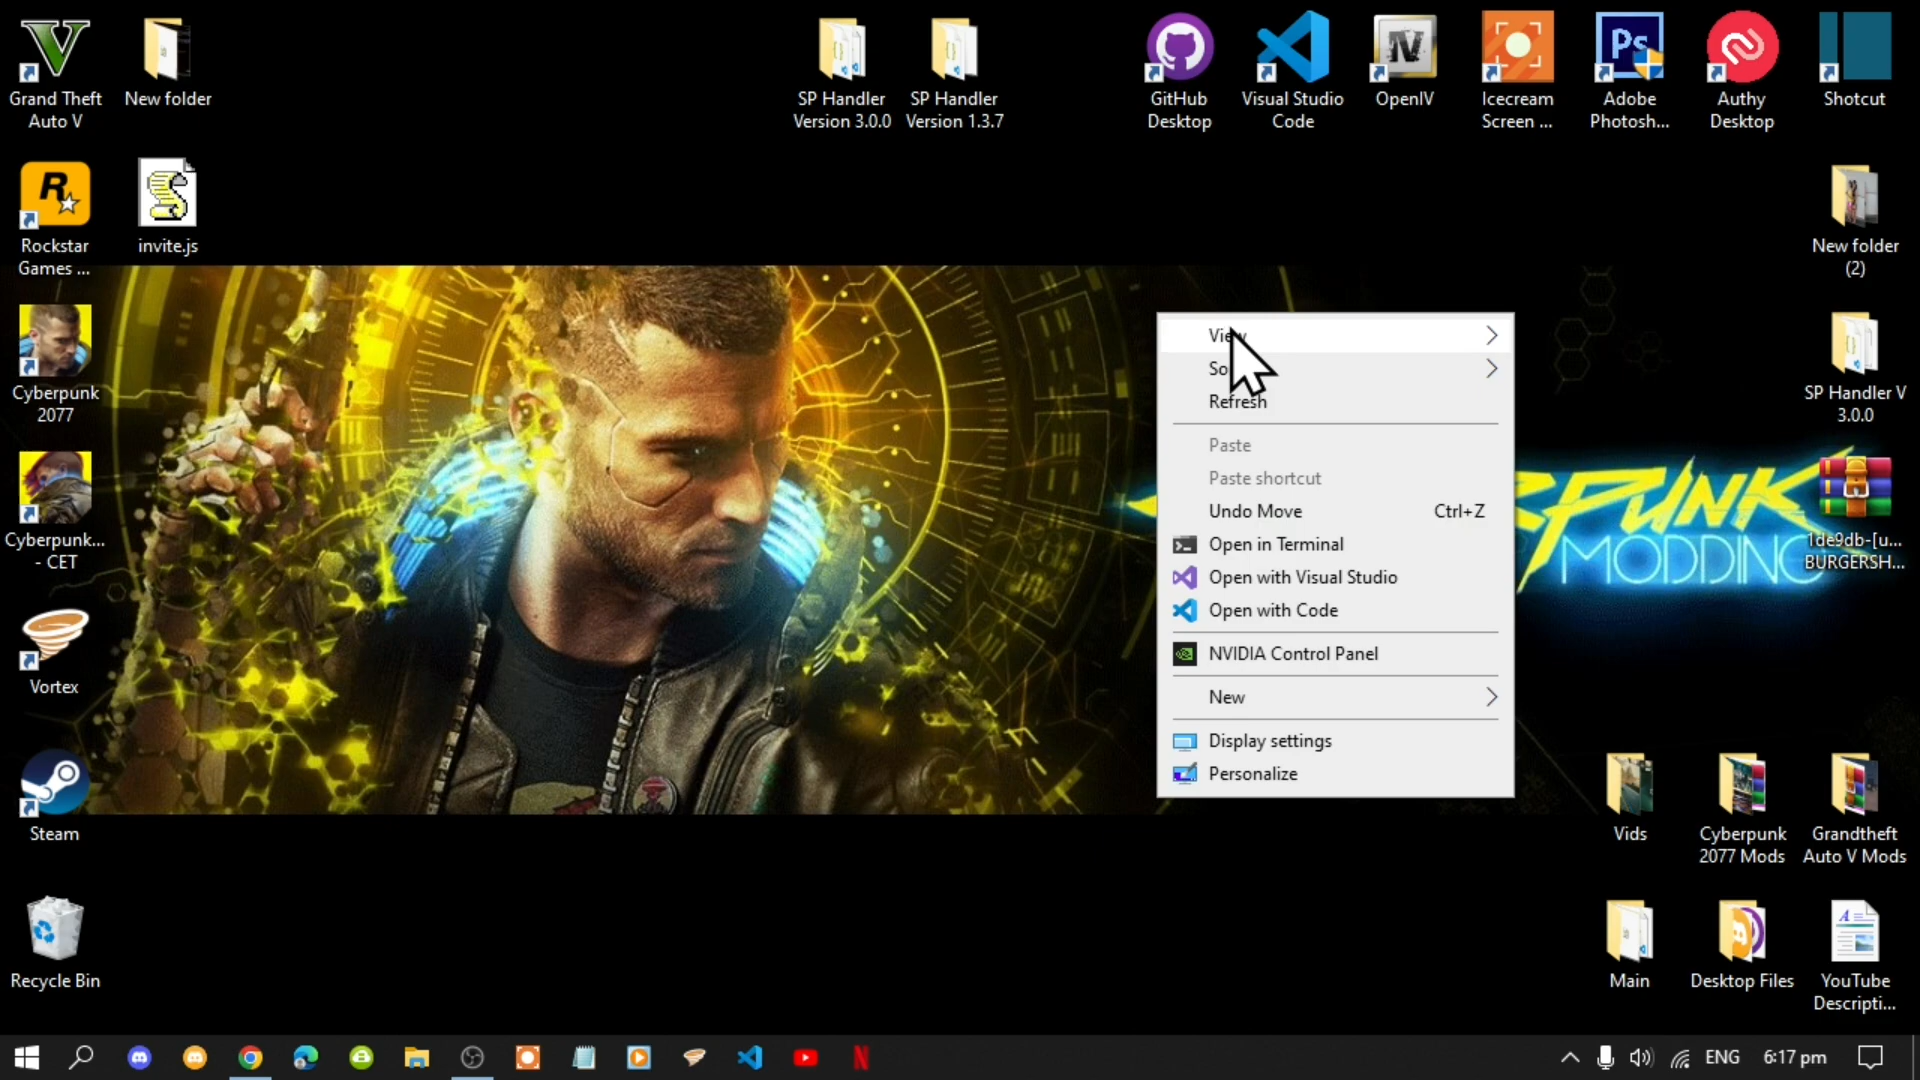 Grand Theft
Auto V
New folder
SP Handler
Version 3.0.0
SP Handler
Version 1.3.7
GitHub
Desktop
Visual Studio
Code
OpenIV
Icecream
Screen ...
Ps
Adobe
Photosh...
Authy
Desktop
Shotcut
Rockstar
Games ...
invite.js
New folder
(2)
Cyberpunk
2077
SP Handler V
3.0.0
Cyberpunk...
- CET
1de9db-[u...
BURGERSH...
Vortex
Steam
Recycle Bin
View
Refresh
Paste
Paste shortcut
Undo Move Ctrl+Z
Open in Terminal
Open with Visual Studio
Open with Code
NVIDIA Control Panel
New
Display settings
Personalize
PUNK
MODDING
Vids
Cyberpunk
2077 Mods
Grandtheft
Auto V Mods
Main
Desktop Files
YouTube
Descripti...
ENG 6:17 pm